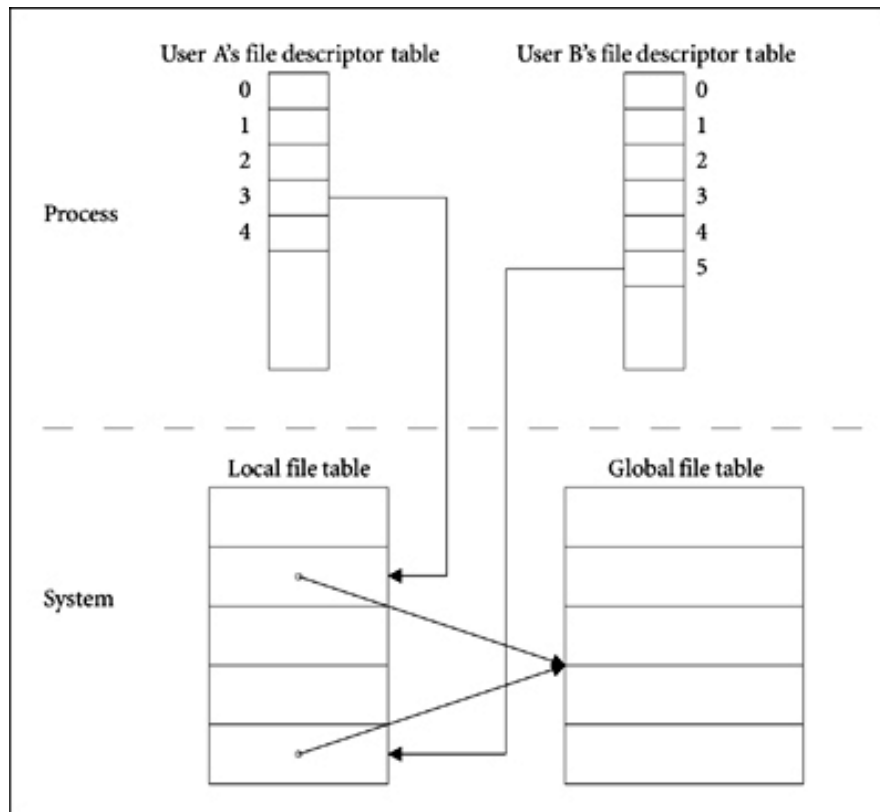 User A's file descriptor table
User B's file descriptor table
0
1
2
3
4
0
1
2
3
4
5
Process
System
Local file table
Global file table